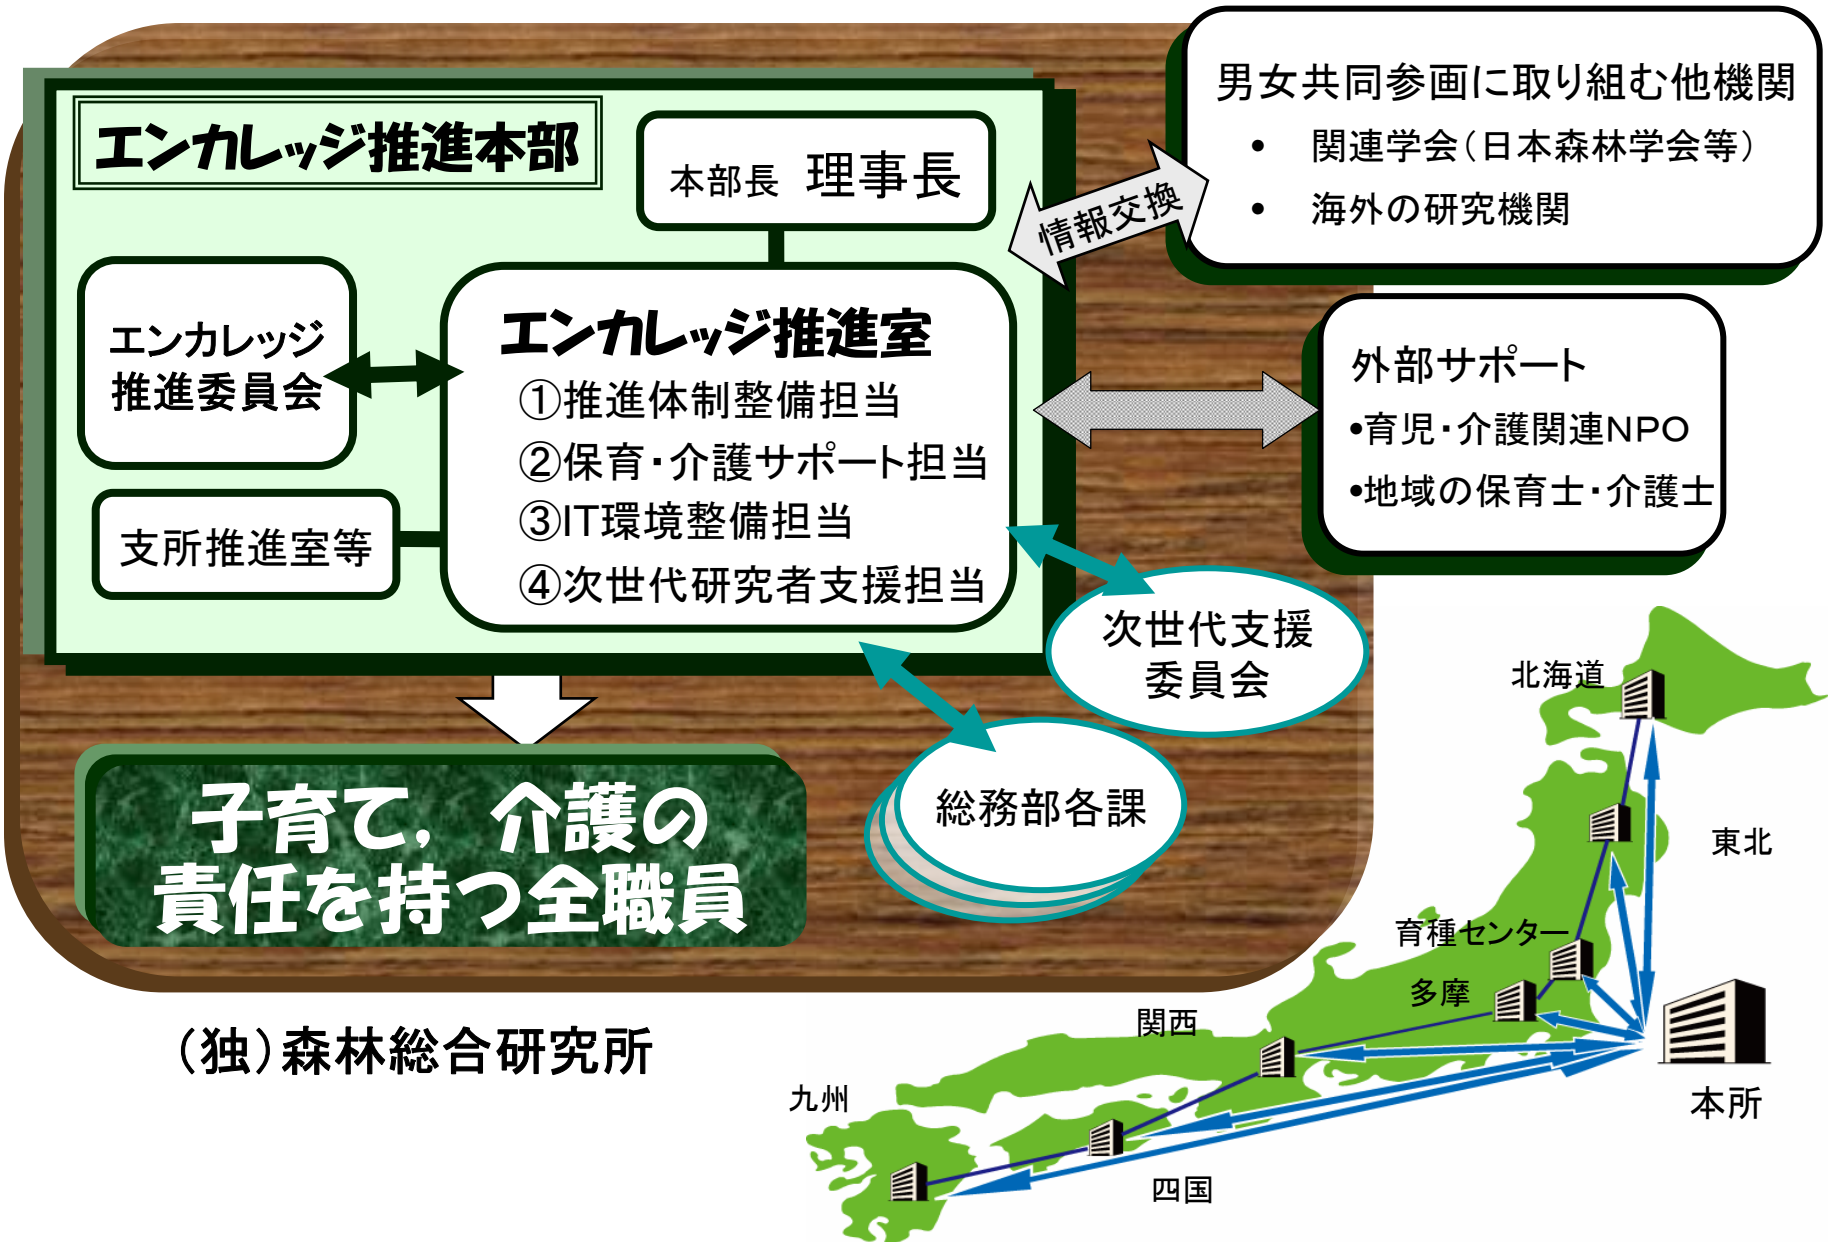 エンカレッジ推進本部
本部長 理事長
エンカレッジ
推進委員会
エンカレッジ推進室
①推進体制整備担当
②保育・介護サポート担当
③IT環境整備担当
④次世代研究者支援担当
支所推進室等
情報交換
男女共同参画に取り組む他機関
• 関連学会(日本森林学会等)
• 海外の研究機関
外部サポート
•育児・介護関連NPO
•地域の保育士・介護士
次世代支援
委員会
総務部各課
子育て,介護の
責任を持つ全職員
(独)森林総合研究所
北海道
東北
育種センター
多摩
関西
九州
四国
本所